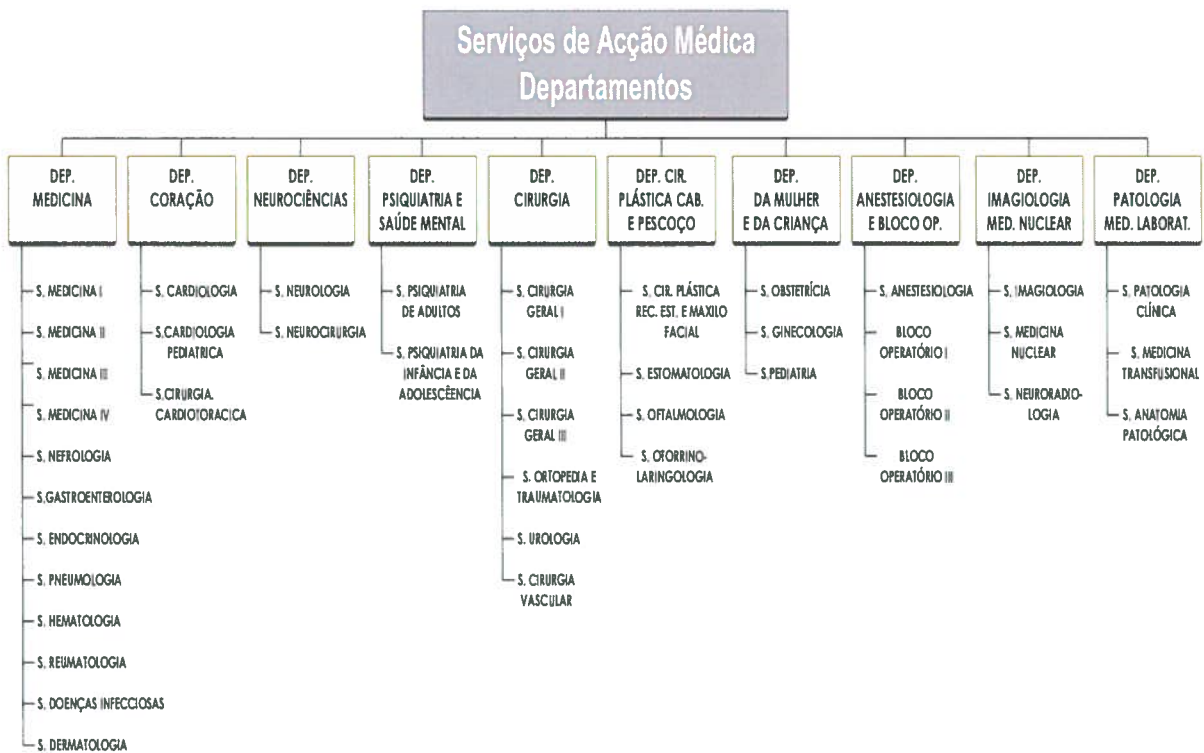 Serviços de Acção Médica
Departamentos
DEP.
MEDICINA
S. MEDICINA I
S. MEDICINA II
S. MEDICINA III
S. MEDICINA IV
S. NEFROLOGIA
S.GASTROENTEROLOGIA
S. ENDOCRINOLOGIA
S. PNEUMOLOGIA
S. HEMATOLOGIA
S. REUMATOLOGIA
S. DOENÇAS INFECCIOSAS
S. DERMATOLOGIA
DEP.
CORAÇÃO
S. CARDIOLOGIA
S.CARDIOLOGIA
PEDIATRICA
S.CIRURGIA.
CARDIOTORACICA
DEP.
NEUROCIÊNCIAS
S. NEUROLOGIA
S. NEUROCIRURGIA
DEP.
PSIQUIATRIA E
SAÚDE MENTAL
S. PSIQUIATRIA
DE ADULTOS
S. PSIQUIATRIA DA
INFÂNCIA E DA
ADOLESCÊENCIA
DEP.
CIRURGIA
S. CIRURGIA
GERAL I
S. CIRURGIA
GERAL II
S. CIRURGIA
GERAL III
S. ORTOPEDIA E
TRAUMATOLOGIA
S. UROLOGIA
S. CIRURGIA
VASCULAR
DEP. CIR.
PLÁSTICA CAB.
E PESCOÇO
S. CIR. PLÁSTICA
REC. EST. E MAXILO
FACIAL
S. ESTOMATOLOGIA
S. OFTALMOLOGIA
S. OTORRINO-
LARINGOLOGIA
DEP.
DA MULHER
E DA CRIANÇA
S. OBSTETRÍCIA
S. GINECOLOGIA
S.PEDIATRIA
DEP.
ANESTESIOLOGIA
E BLOCO OP.
S. ANESTESIOLOGIA
BLOCO
OPERATÓRIO I
BLOCO
OPERATÓRIO II
BLOCO
OPERATÓRIO III
DEP.
IMAGIOLOGIA
MED. NUCLEAR
S. IMAGIOLOGIA
S. MEDICINA
NUCLEAR
S. NEURORADIO-
LOGIA
DEP.
PATOLOGIA
MED. LABORAT.
S. PATOLOGIA
CLÍNICA
S. MEDICINA
TRANSFUSIONAL
S. ANATOMIA
PATOLÓGICA